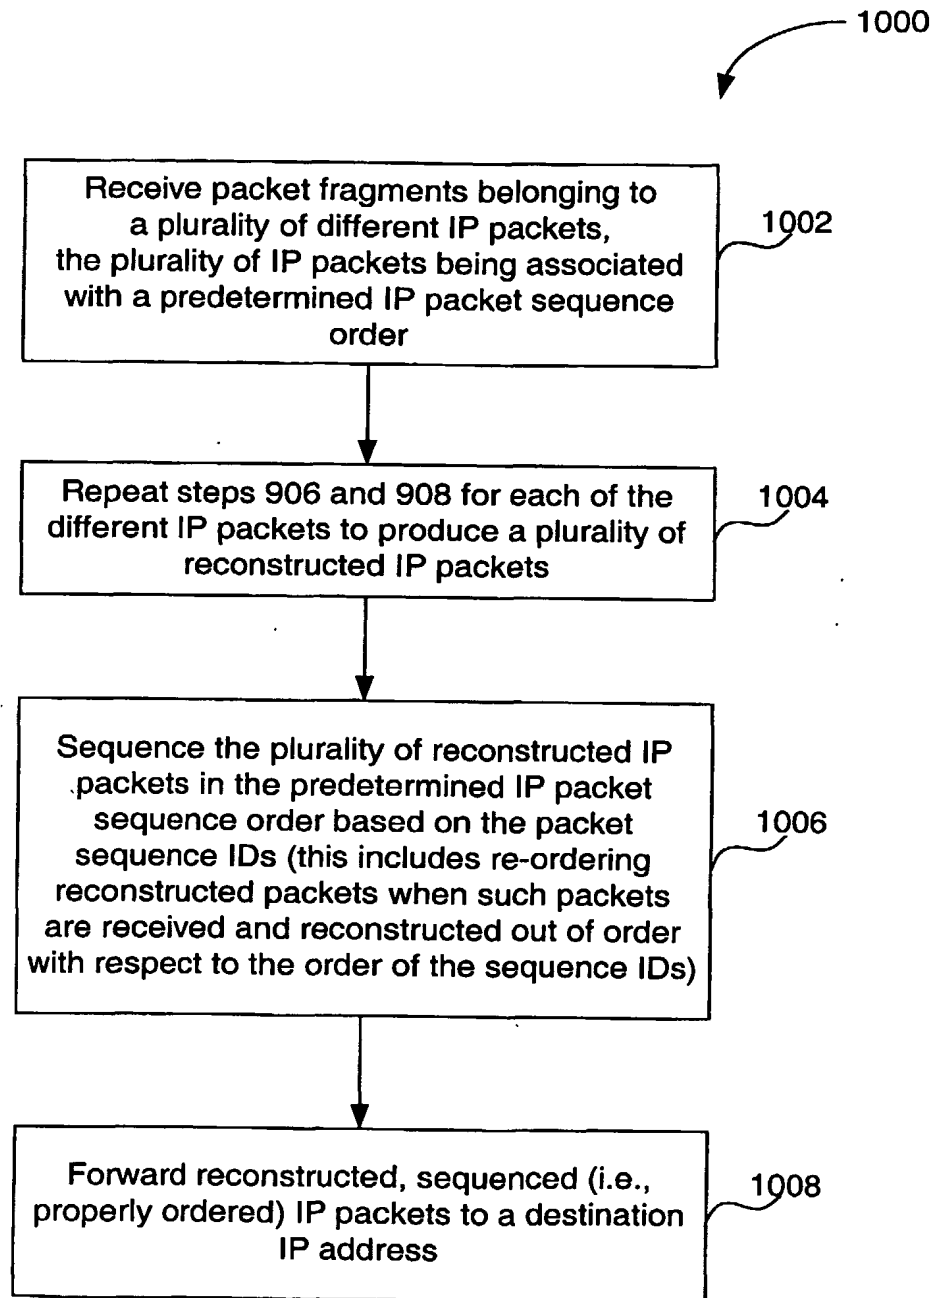 1000
Receive packet fragments belonging to
a plurality of different IP packets,
the plurality of IP packets being associated
with a predetermined IP packet sequence
order
1002
Repeat steps 906 and 908 for each of the
different IP packets to produce a plurality of
reconstructed IP packets
1004
Sequence the plurality of reconstructed IP
packets in the predetermined IP packet
sequence order based on the packet
sequence IDs (this includes re-ordering
reconstructed packets when such packets
are received and reconstructed out of order
with respect to the order of the sequence IDs)
1006
Forward reconstructed, sequenced (i.e.,
properly ordered) IP packets to a destination
IP address
1008